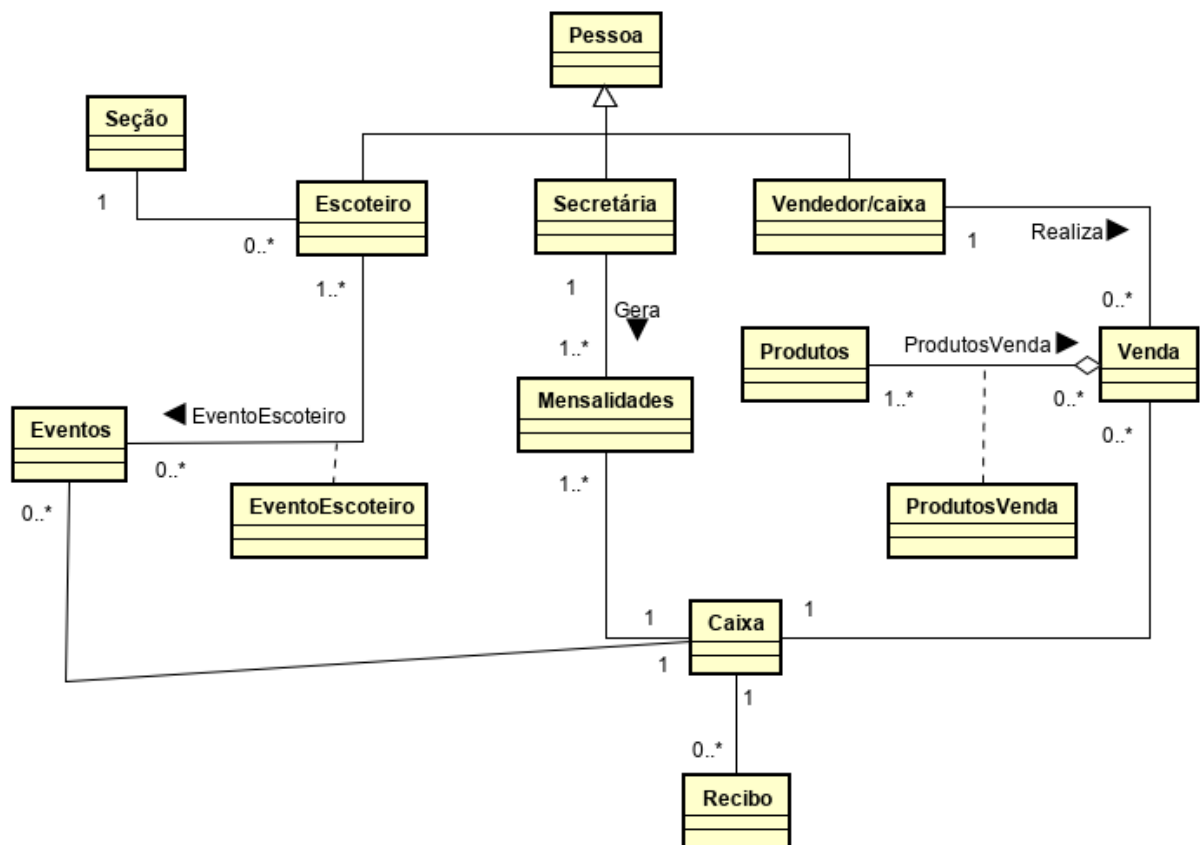 Pessoa
Seção
1
0..*
Escoteiro
Secretária
Vendedor/caixa
1
Realiza
0..*
1..*
1
Gera
1..*
Produtos
ProdutosVenda
1..*
0..*
Venda
0..*
Mensalidades
1..*
Eventos
EventoEscoteiro
0..*
0..*
EventoEscoteiro
ProdutosVenda
Caixa
1
1
1
1
0..*
Recibo